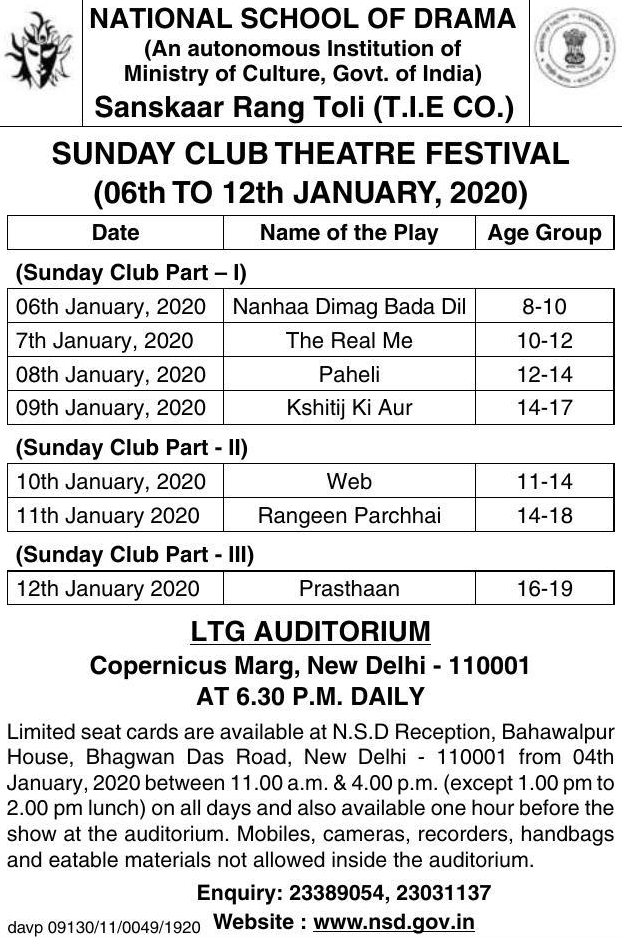 NATIONAL SCHOOL OF DRAMA
(An autonomous Institution of
Ministry of Culture, Govt. of India)
Sanskaar Rang Toli (T.I.E CO.)
SUNDAY CLUB THEATRE FESTIVAL
(06th TO 12th JANUARY, 2020)
Date Name of the Play Age Group
(Sunday Club Part – I)
06th January, 2020 Nanhaa Dimag Bada Dil 8-10
7th January, 2020 The Real Me 10-12
08th January, 2020 Paheli 12-14
09th January, 2020 Kshitij Ki Aur 14-17
(Sunday Club Part - II)
10th January, 2020 Web 11-14
11th January 2020 Rangeen Parchhai 14-18
(Sunday Club Part - III)
12th January 2020 Prasthaan 16-19
LTG AUDITORIUM
Copernicus Marg, New Delhi - 110001
AT 6.30 P.M. DAILY
Limited seat cards are available at N.S.D Reception, Bahawalpur
House, Bhagwan Das Road, New Delhi - 110001 from 04th
January, 2020 between 11.00 a.m. & 4.00 p.m. (except 1.00 pm to
2.00 pm lunch) on all days and also available one hour before the
show at the auditorium. Mobiles, cameras, recorders, handbags
and eatable materials not allowed inside the auditorium.
Enquiry: 23389054, 23031137
davp 09130/11/0049/1920 Website : www.nsd.gov.in